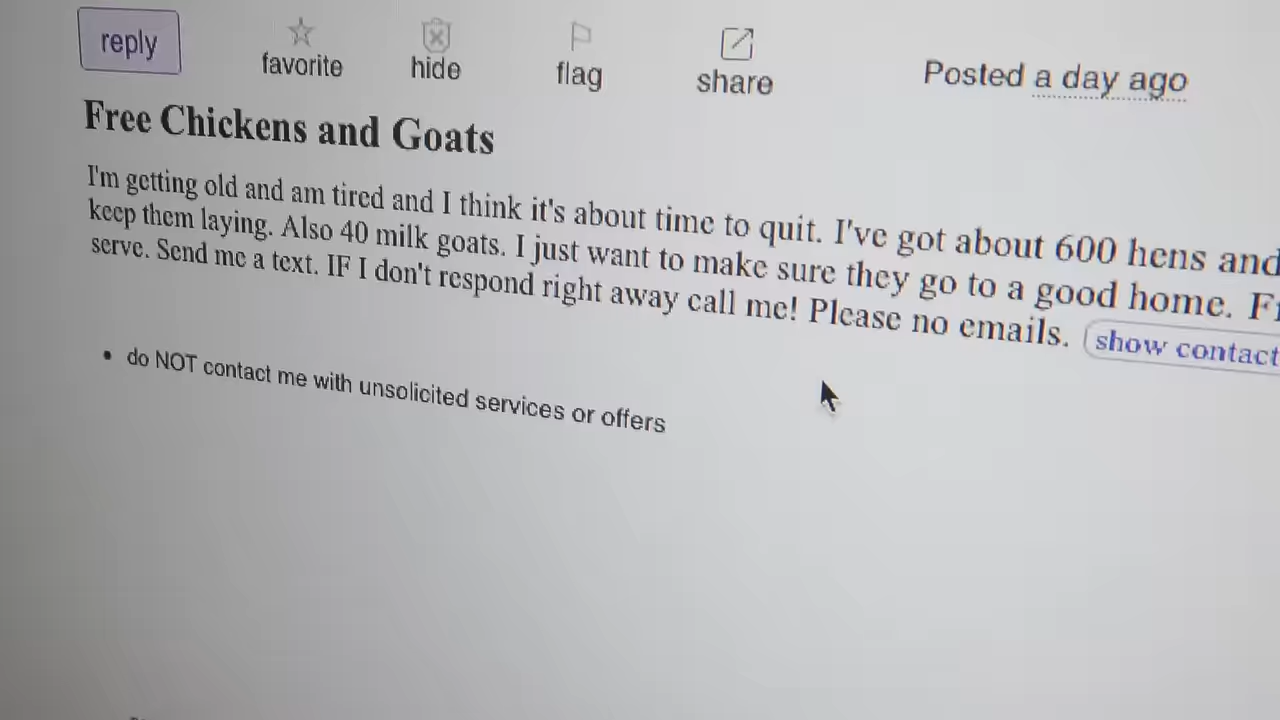 reply
favorite
hide
flag
share
Posted a day ago
Free Chickens and Goats
I'm getting old and am tired and I think it's about time to quit. I've got about 600 hens and
keep them laying. Also 40 milk goats. I just want to make sure they go to a good home.
serve. Send me a text. IF I don't respond right away call me! Please no emails. show contact
• do NOT contact me with unsolicited services or offers